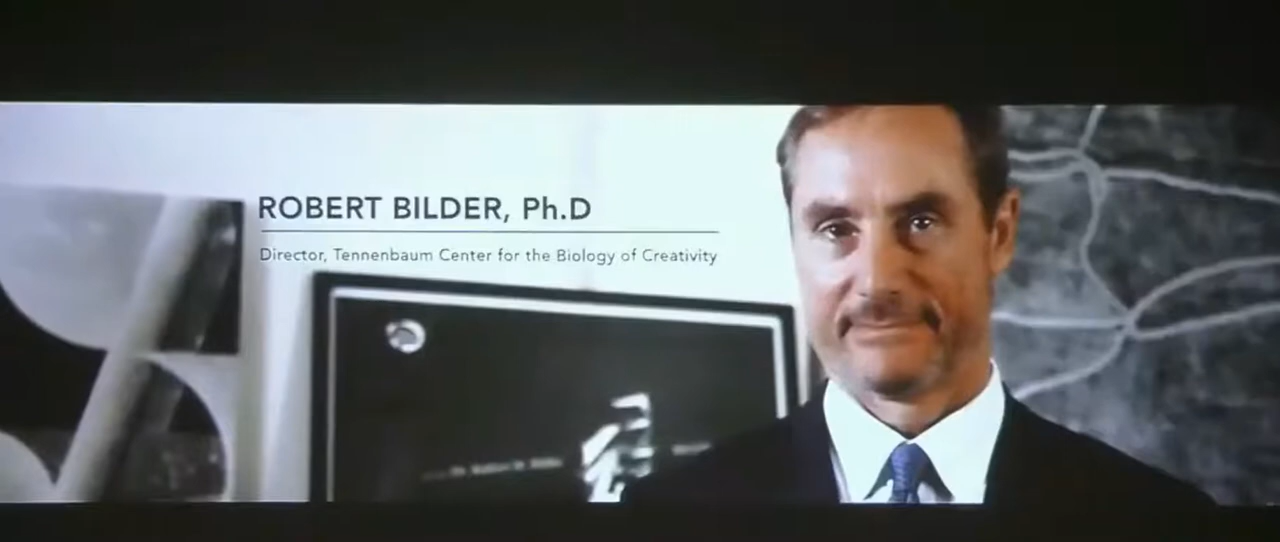 ROBERT BILDER, Ph.D
Director, Tennenbaum Center for the Biology of Creativity